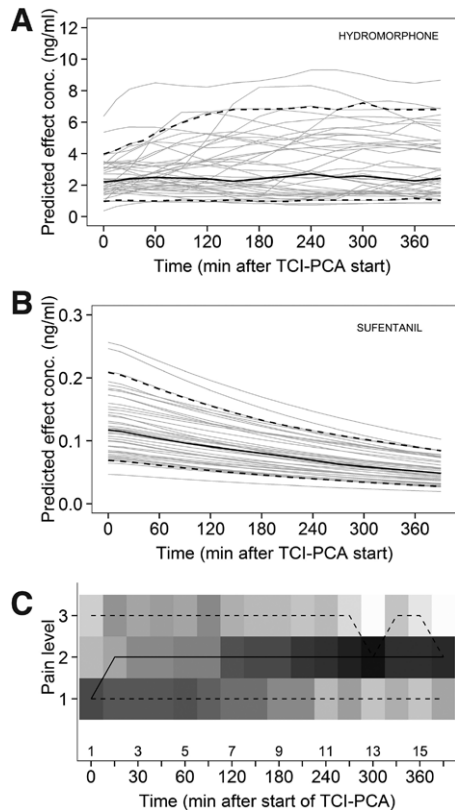 A
HYDROMORPHONE
Predicted effect conc. (ng/ml)
12
10
8
6
4
2
0
0 60 120 180 240 300 360
Time (min after TCI-PCA start)
B
SUFENTANIL
Predicted effect conc. (ng/ml)
0.3
0.2
0.1
0.0
0 60 120 180 240 300 360
Time (min after TCI-PCA start)
C
Pain level
3
2
1
1 3 5 7 9 11 13 15
0 60 120 180 240 300 360
Time (min after start of TCI-PCA)